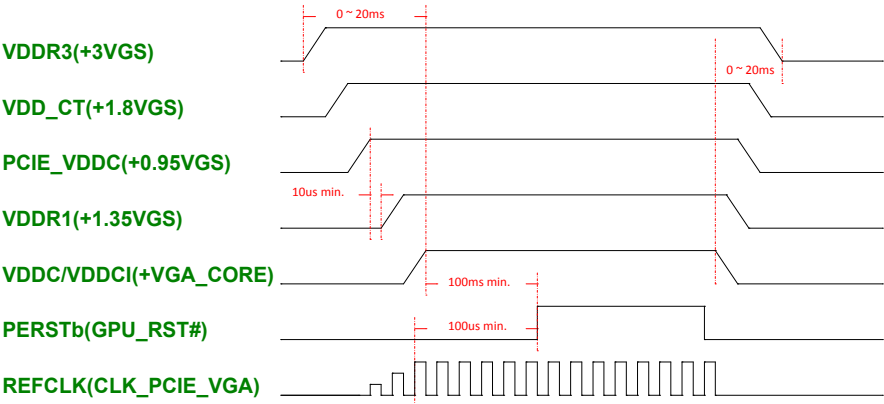 0 ~ 20ms
VDDR3(+3VGS)
0 ~ 20ms
VDD_CT(+1.8VGS)
PCIE_VDDC(+0.95VGS)
10us min.
VDDR1(+1.35VGS)
VDDC/VDDCI(+VGA_CORE)
100ms min.
PERSTb(GPU_RST#)
100us min.
REFCLK(CLK_PCIE_VGA)